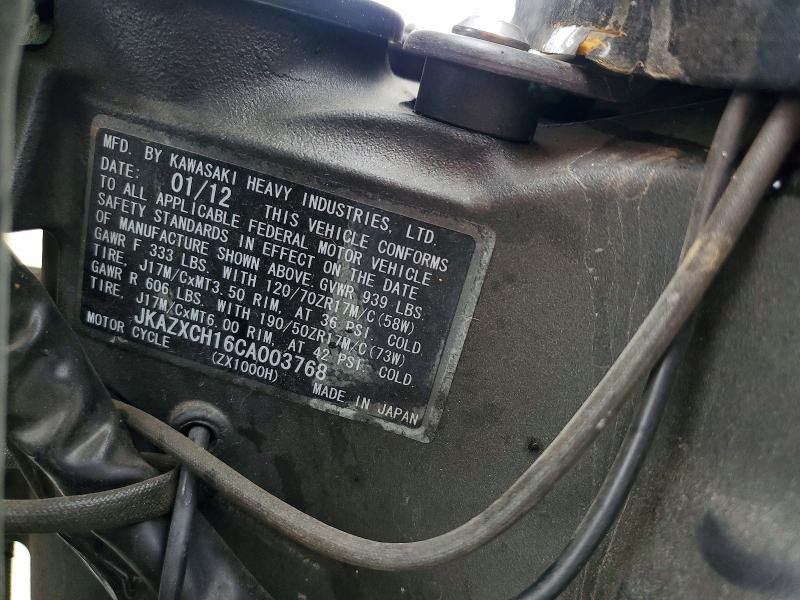 MFD. BY KAWASAKI HEAVY INDUSTRIES, LTD.
DATE: 01/12 THIS VEHICLE CONFORMS
TO ALL APPLICABLE FEDERAL MOTOR VEHICLE
SAFETY STANDARDS IN EFFECT ON THE DATE
OF MANUFACTURE SHOWN ABOVE. GVWR 939 LBS.
GAWR F 333 LBS. WITH 120/70ZR17M/C(58W)
TIRE, J17M/CxMT3.50 RIM, AT 36 PSI. COLD.
GAWR R 606 LBS. WITH 190/50ZR17M/C(73W)
TIRE, J17M/CxMT6.00 RIM, AT 42 PSI. COLD.
JKAZXCH16CA003768
MOTOR CYCLE (ZX1000H)
MADE IN JAPAN